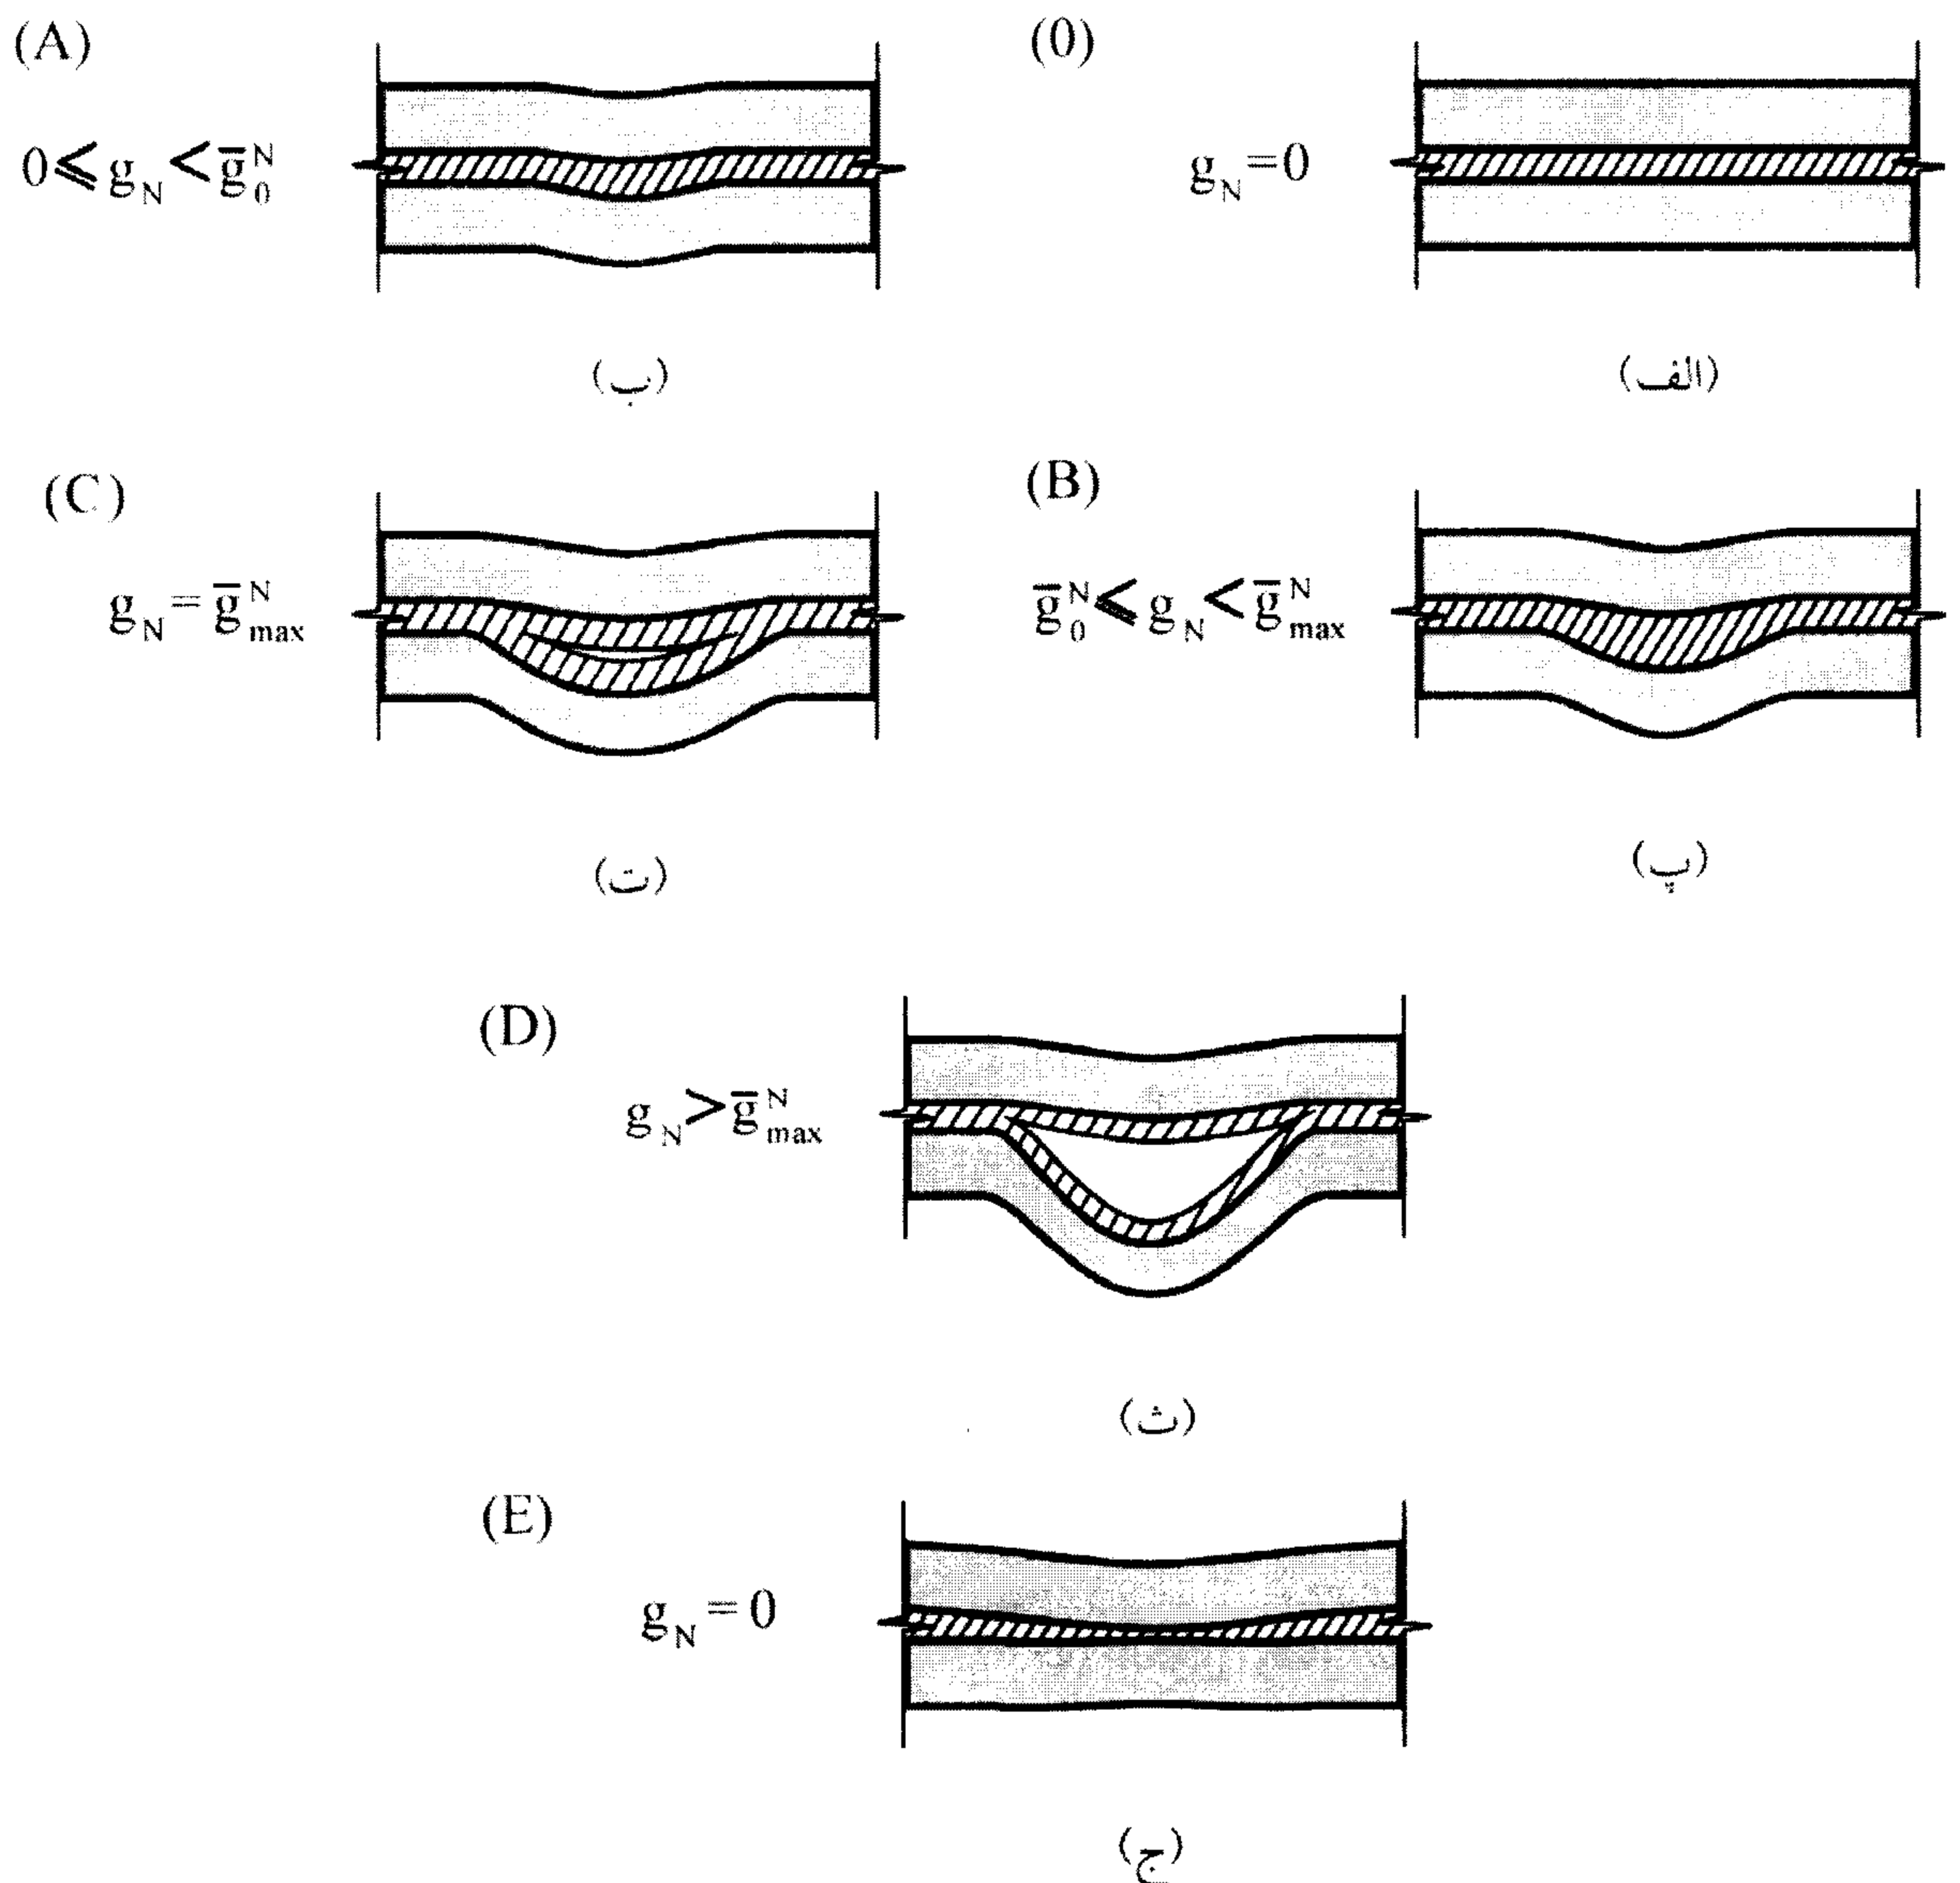 (0)
g_N = 0
(الف)
(A)
0 ⩽ g_N < ḡ_0^N
(ب)
(B)
ḡ_0^N ⩽ g_N < ḡ_max^N
(پ)
(C)
g_N = ḡ_max^N
(ت)
(D)
g_N > ḡ_max^N
(ث)
(E)
g_N = 0
(ج)